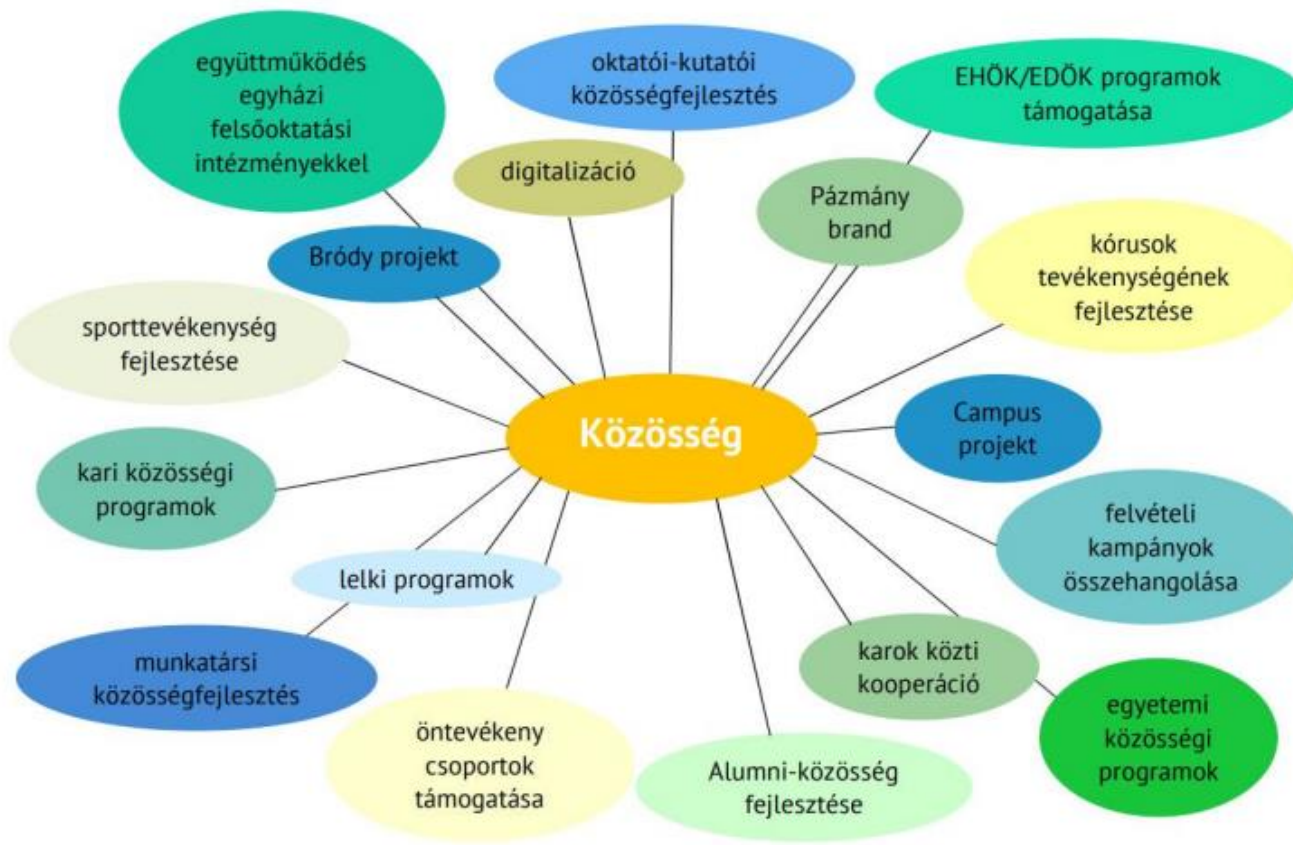 együttműködés
egyházi
felsőoktatási
intézményekkel
oktatói-kutatói
közösségfejlesztés
EHÖK/EDÖK programok
támogatása
digitalizáció
Pázmány
brand
Bródy projekt
kórusok
tevékenységének
fejlesztése
sporttevékenység
fejlesztése
Közösség
Campus
projekt
kari közösségi
programok
felvételi
kampányok
összehangolása
lelki programok
munkatársi
közösségfejlesztés
karok közti
kooperáció
öntevékeny
csoportok
támogatása
Alumni-közösség
fejlesztése
egyetemi
közösségi
programok